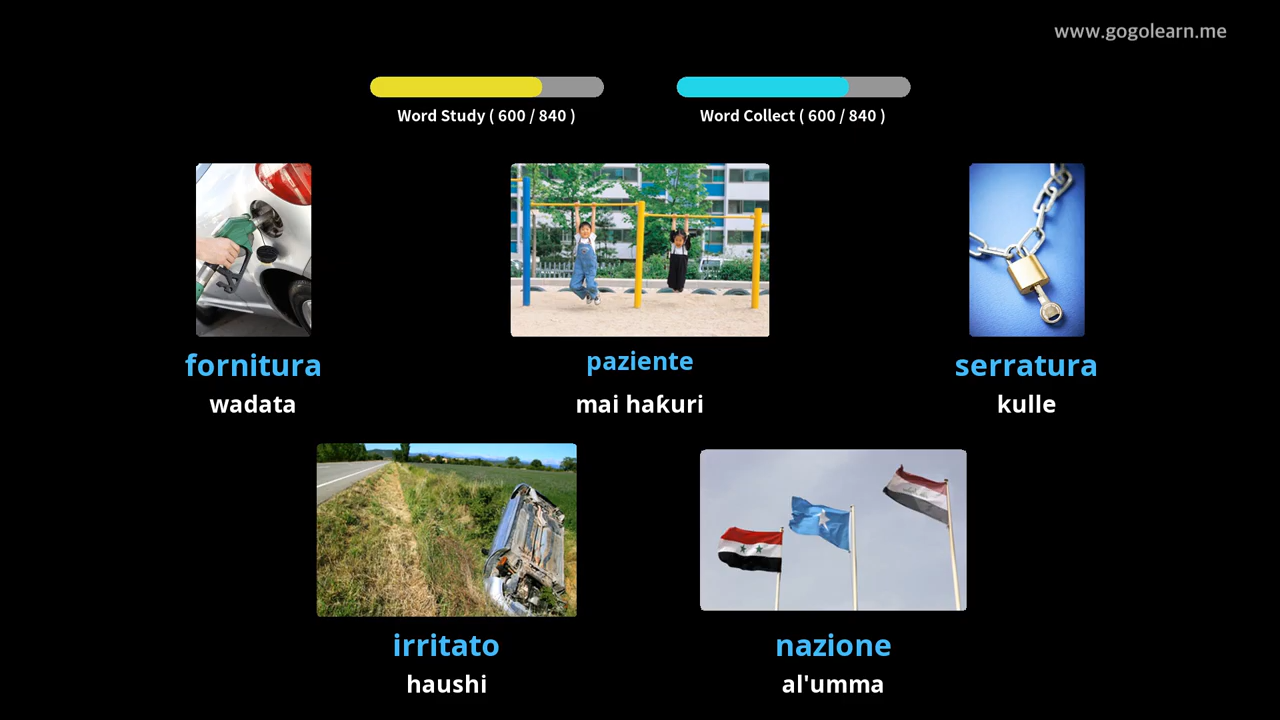 www.gogolearn.me
Word Study ( 600 / 840 )
Word Collect ( 600 / 840 )
fornitura
wadata
paziente
mai haƙuri
serratura
kulle
irritato
haushi
nazione
al'umma